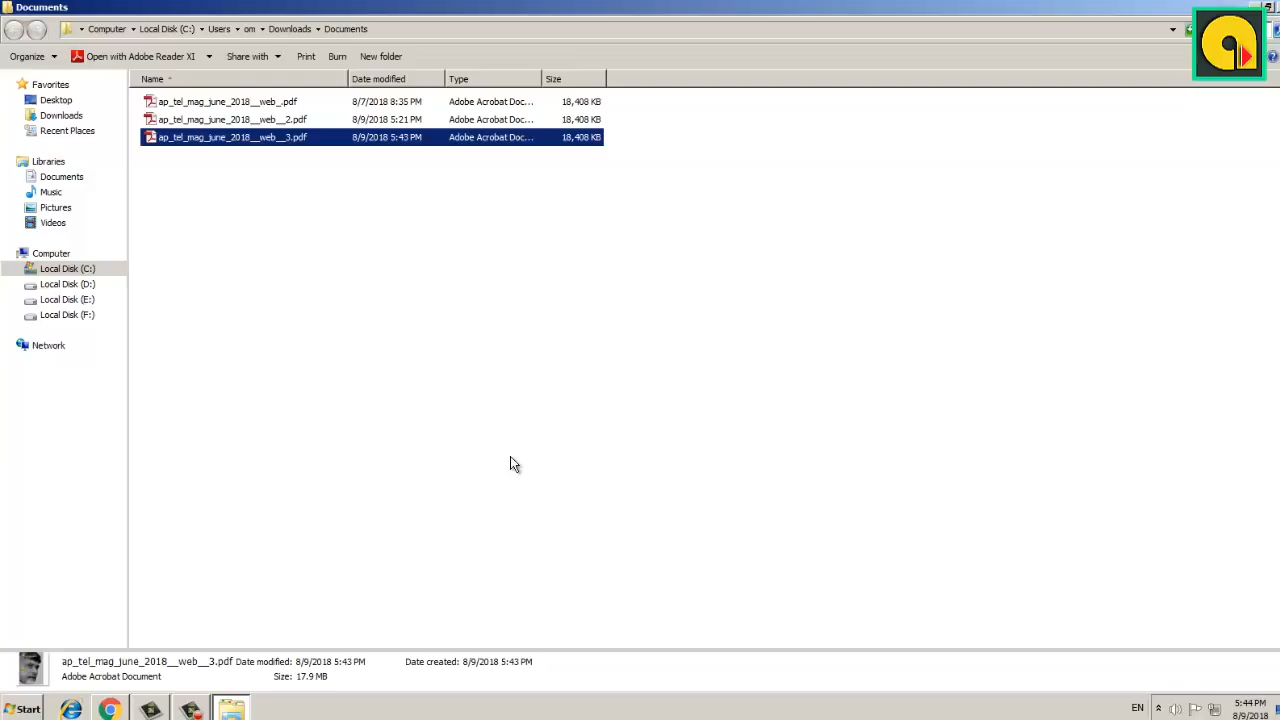 Documents
Computer Local Disk (C:) Users om Downloads Documents
Organize Open with Adobe Reader XI Share with Print Burn New folder
Name Date modified Type Size
ap_tel_mag_june_2018__web_.pdf 8/7/2018 8:35 PM Adobe Acrobat Doc... 18,408 KB
ap_tel_mag_june_2018__web__2.pdf 8/9/2018 5:21 PM Adobe Acrobat Doc... 18,408 KB
ap_tel_mag_june_2018__web__3.pdf 8/9/2018 5:43 PM Adobe Acrobat Doc... 18,408 KB
Favorites
Desktop
Downloads
Recent Places
Libraries
Documents
Music
Pictures
Videos
Computer
Local Disk (C:)
Local Disk (D:)
Local Disk (E:)
Local Disk (F:)
Network
ap_tel_mag_june_2018__web__3.pdf Date modified: 8/9/2018 5:43 PM Date created: 8/9/2018 5:43 PM
Adobe Acrobat Document Size: 17.9 MB
Start EN 5:44 PM
8/9/2018